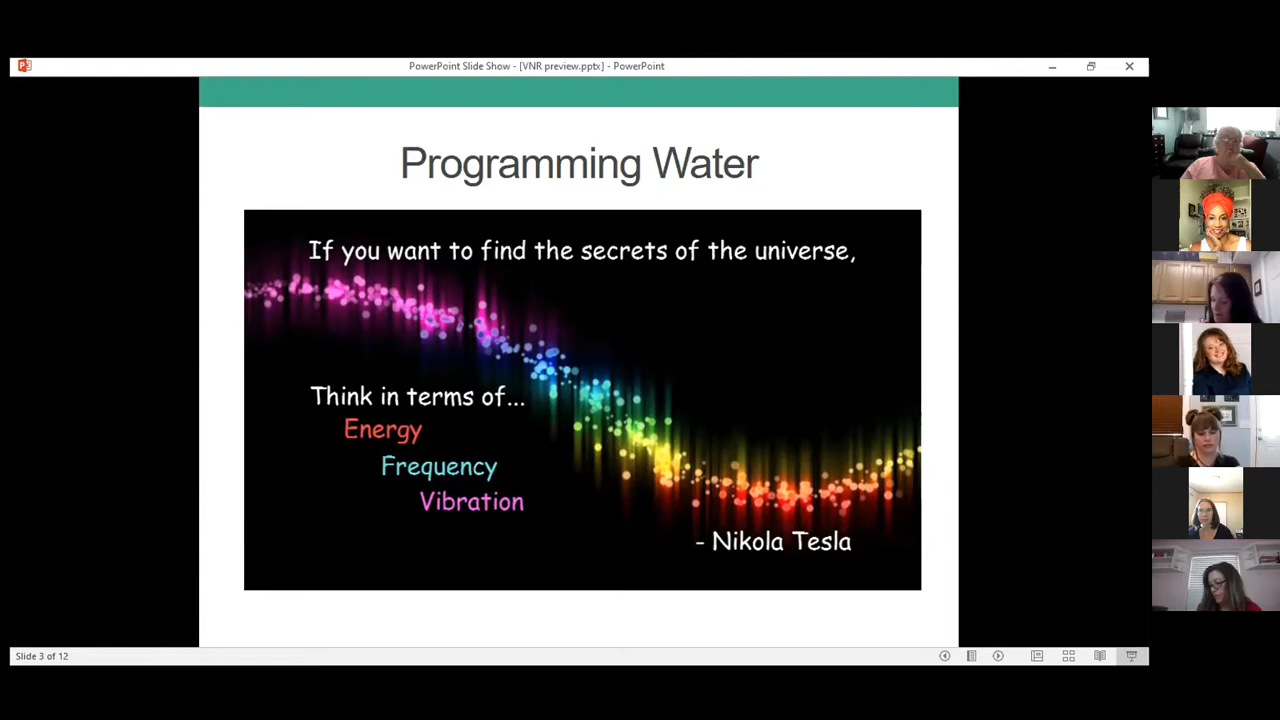 PowerPoint Slide Show - [VNR preview.pptx] - PowerPoint
Programming Water
If you want to find the secrets of the universe,
Think in terms of...
Energy
Frequency
Vibration
- Nikola Tesla
Slide 3 of 12